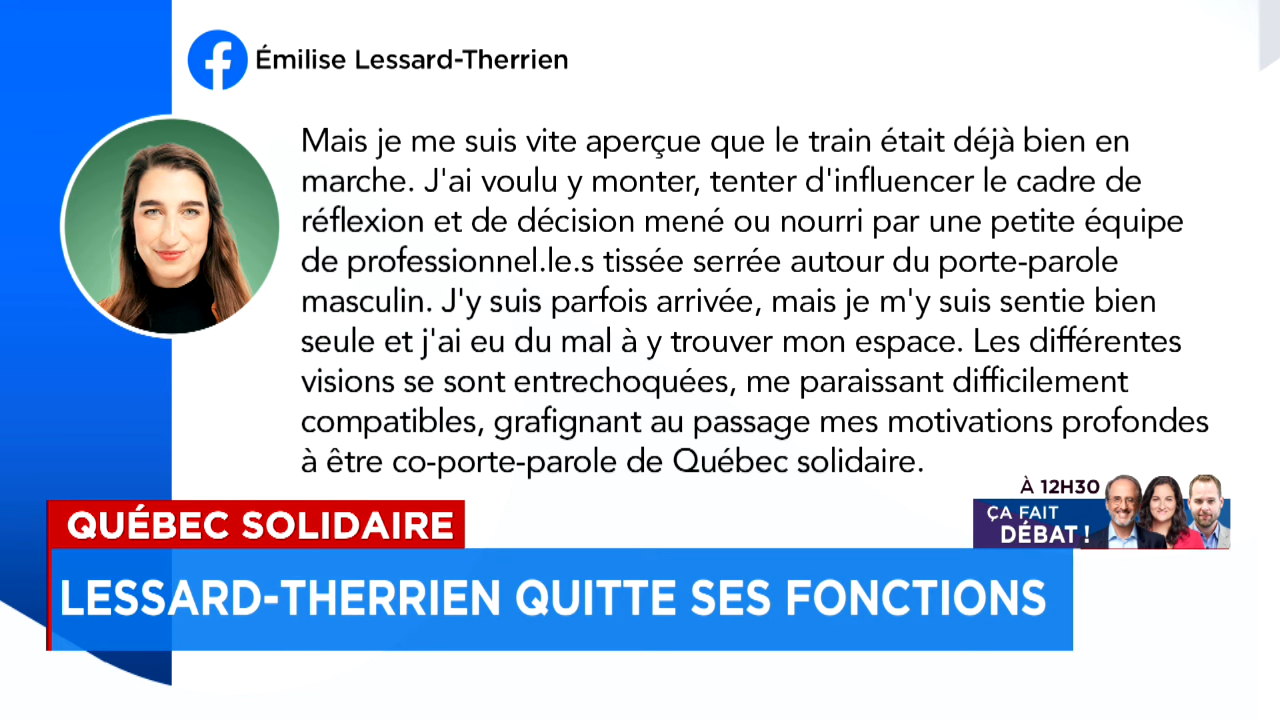 Émilise Lessard-Therrien
Mais je me suis vite aperçue que le train était déjà bien en
marche. J'ai voulu y monter, tenter d'influencer le cadre de
réflexion et de décision mené ou nourri par une petite équipe
de professionnel.le.s tissée serrée autour du porte-parole
masculin. J'y suis parfois arrivée, mais je m'y suis sentie bien
seule et j'ai eu du mal à y trouver mon espace. Les différentes
visions se sont entrechoquées, me paraissant difficilement
compatibles, grafignant au passage mes motivations profondes
à être co-porte-parole de Québec solidaire.
À 12H30
ÇA FAIT
DÉBAT !
QUÉBEC SOLIDAIRE
LESSARD-THERRIEN QUITTE SES FONCTIONS